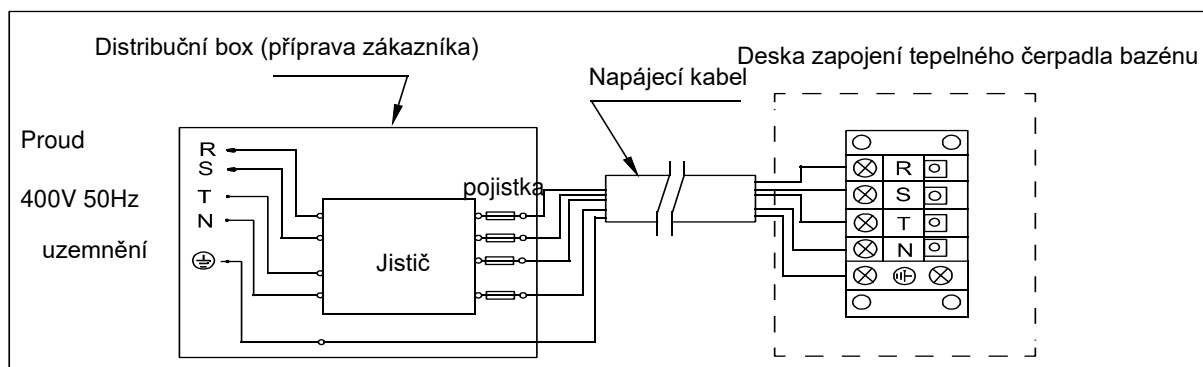 Distribuční box (příprava zákazníka)
Deska zapojení tepelného čerpadla bazénu
Napájecí kabel
Proud
400V 50Hz
uzemnění
R
S
T
N
pojistka
Jistič
R
S
T
N